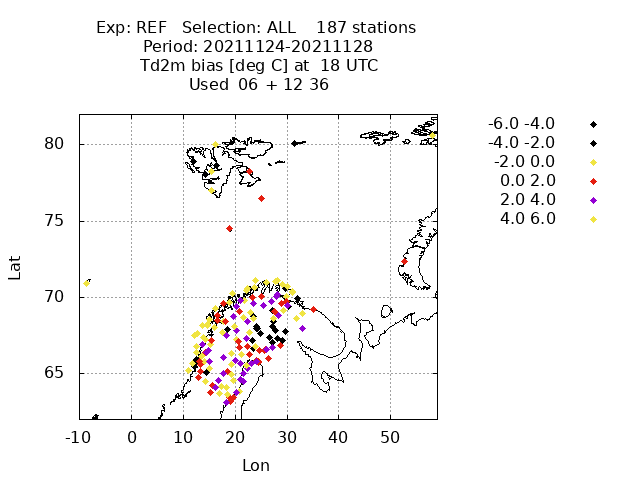 Exp: REF Selection: ALL 187 stations
Period: 20211124-20211128
Td2m bias [deg C] at 18 UTC
Used 06 + 12 36
-6.0 -4.0
-4.0 -2.0
-2.0 0.0
0.0 2.0
2.0 4.0
4.0 6.0
80
75
70
65
Lat
-10 0 10 20 30 40 50
Lon